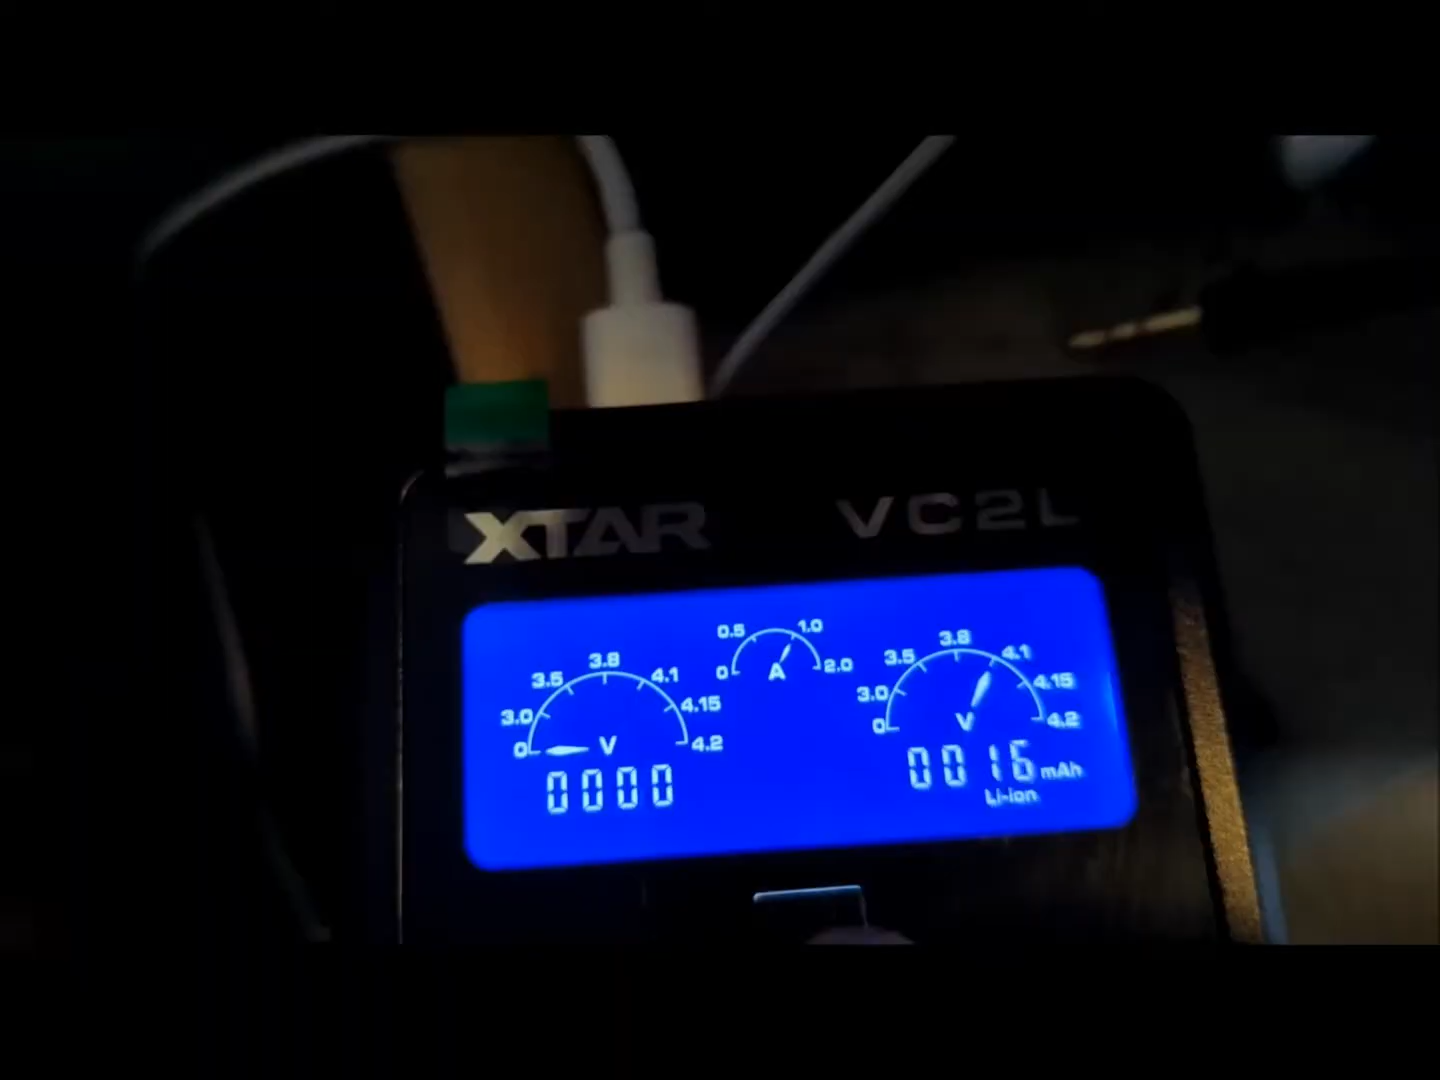 XTAR VC2L
0 3.0 3.5 3.8 4.1 4.15 4.2 V
0000
0 0.5 1.0 2.0 A
0 3.0 3.5 3.8 4.1 4.15 4.2 V
0016 mAh
Li-ion